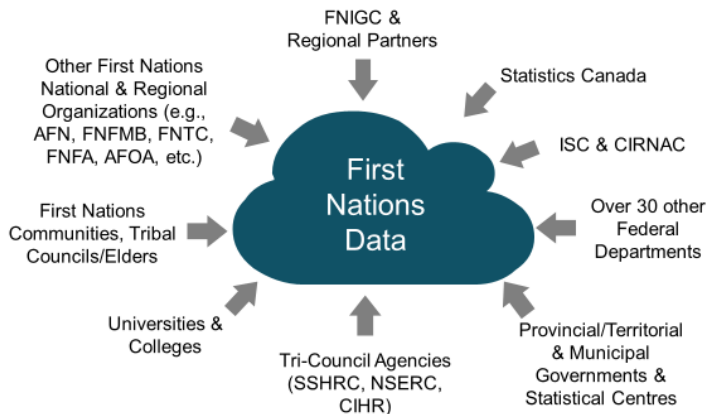 FNIGC &
Regional Partners
Other First Nations
National & Regional
Organizations (e.g.,
AFN, FNFMB, FNTC,
FNFA, AFOA, etc.)
Statistics Canada
ISC & CIRNAC
First
Nations
Data
First Nations
Communities, Tribal
Councils/Elders
Over 30 other
Federal
Departments
Universities &
Colleges
Tri-Council Agencies
(SSHRC, NSERC,
CIHR)
Provincial/Territorial
& Municipal
Governments &
Statistical Centres